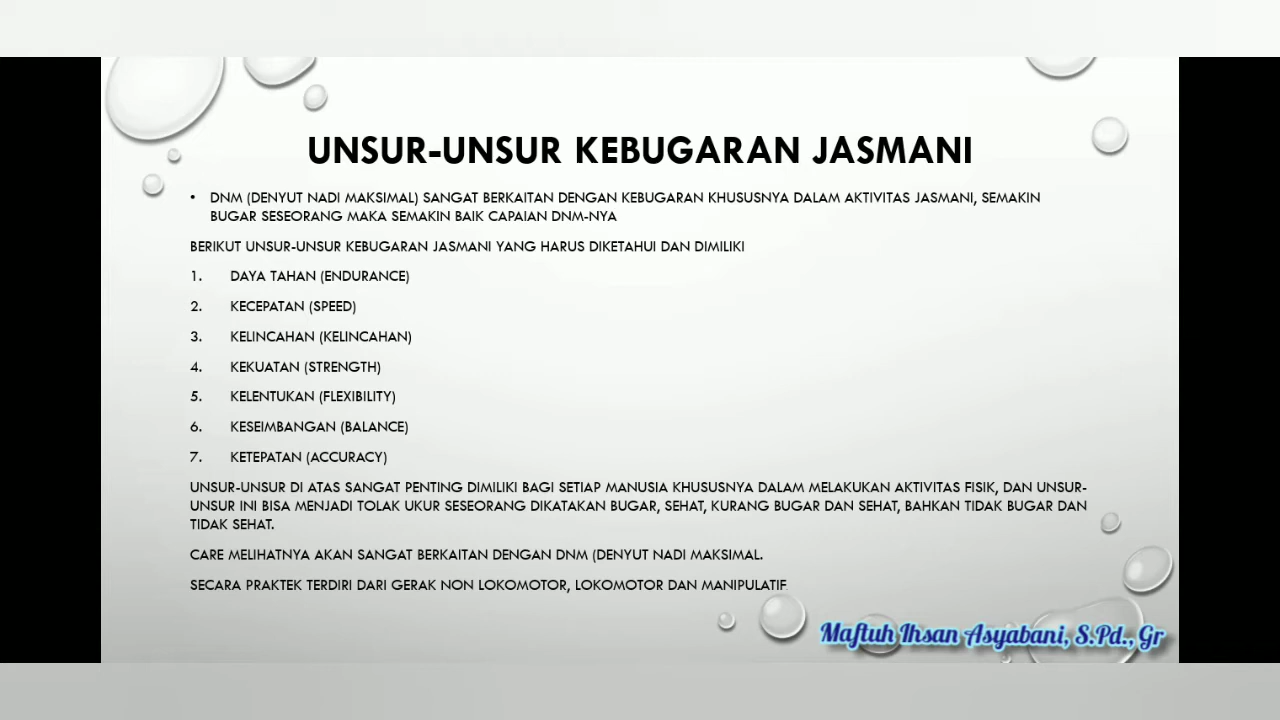 UNSUR-UNSUR KEBUGARAN JASMANI
• DNM (DENYUT NADI MAKSIMAL) SANGAT BERKAITAN DENGAN KEBUGARAN KHUSUSNYA DALAM AKTIVITAS JASMANI, SEMAKIN
BUGAR SESEORANG MAKA SEMAKIN BAIK CAPAIAN DNM-NYA
BERIKUT UNSUR-UNSUR KEBUGARAN JASMANI YANG HARUS DIKETAHUI DAN DIMILIKI
1. DAYA TAHAN (ENDURANCE)
2. KECEPATAN (SPEED)
3. KELINCAHAN (KELINCAHAN)
4. KEKUATAN (STRENGTH)
5. KELENTUKAN (FLEXIBILITY)
6. KESEIMBANGAN (BALANCE)
7. KETEPATAN (ACCURACY)
UNSUR-UNSUR DI ATAS SANGAT PENTING DIMILIKI BAGI SETIAP MANUSIA KHUSUSNYA DALAM MELAKUKAN AKTIVITAS FISIK, DAN UNSUR-
UNSUR INI BISA MENJADI TOLAK UKUR SESEORANG DIKATAKAN BUGAR, SEHAT, KURANG BUGAR DAN SEHAT, BAHKAN TIDAK BUGAR DAN
TIDAK SEHAT.
CARE MELIHATNYA AKAN SANGAT BERKAITAN DENGAN DNM (DENYUT NADI MAKSIMAL.
SECARA PRAKTEK TERDIRI DARI GERAK NON LOKOMOTOR, LOKOMOTOR DAN MANIPULATIF.
Maftuh Ihsan Asyabani, S.Pd., Gr